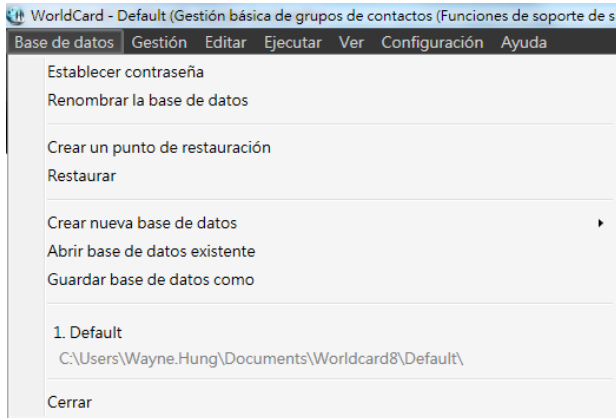 WorldCard - Default (Gestión básica de grupos de contactos (Funciones de soporte de s
Base de datos Gestión Editar Ejecutar Ver Configuración Ayuda
Establecer contraseña
Renombrar la base de datos
Crear un punto de restauración
Restaurar
Crear nueva base de datos
Abrir base de datos existente
Guardar base de datos como
1. Default
C:\Users\Wayne.Hung\Documents\Worldcard8\Default\
Cerrar